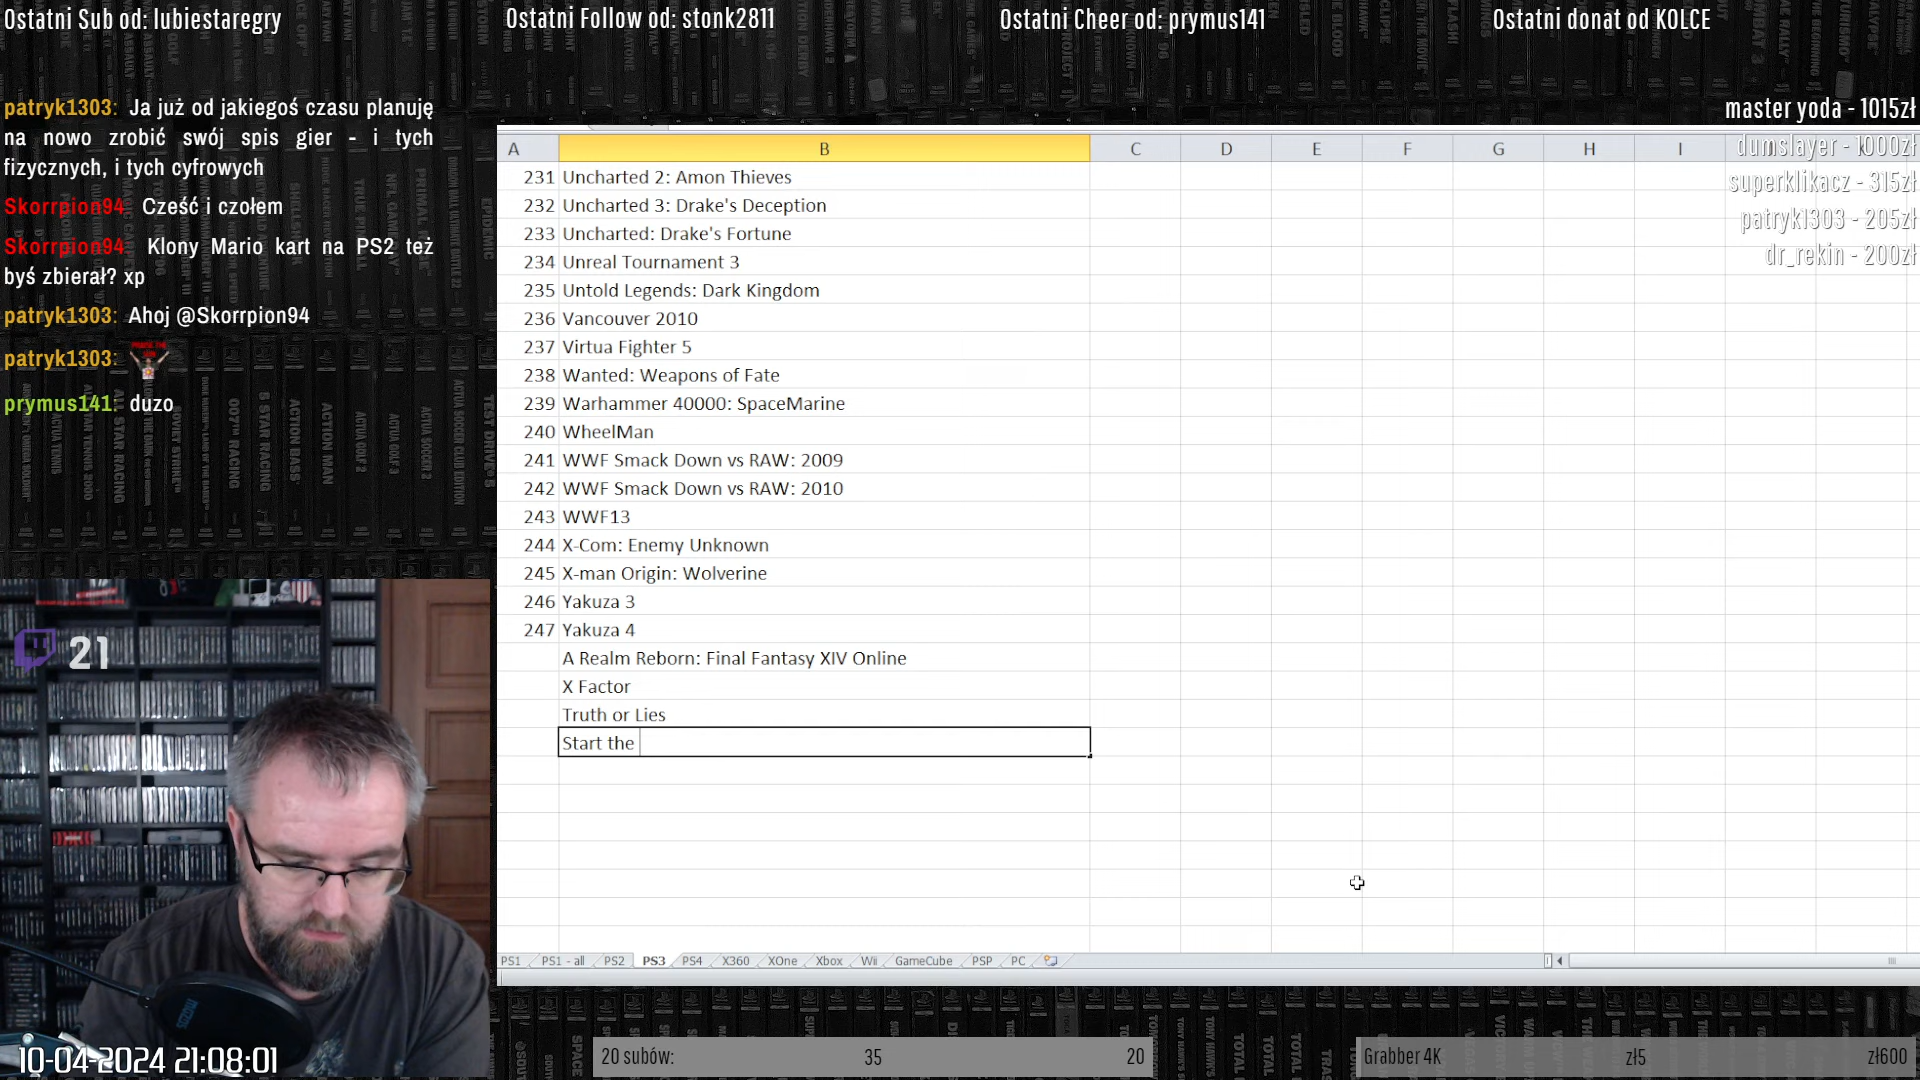 Ostatni Sub od: lubiestaregry
Ostatni Follow od: stonk2811
Ostatni Cheer od: prymus141
Ostatni donat od KOLCE
patryk1303: Ja już od jakiegoś czasu planuję
na nowo zrobić swój spis gier - i tych
fizycznych, i tych cyfrowych
Skorrpion94: Cześć i czołem
Skorrpion94: Klony Mario kart na PS2 też
byś zbierał? xp
patryk1303: Ahoj @Skorrpion94
patryk1303:
prymus141: duzo
master yoda - 1015zł
dumslayer - 1000zł
superklikacz - 315zł
patryk1303 - 205zł
dr_rekin - 200zł
A B C D E F G H I
231 Uncharted 2: Amon Thieves
232 Uncharted 3: Drake's Deception
233 Uncharted: Drake's Fortune
234 Unreal Tournament 3
235 Untold Legends: Dark Kingdom
236 Vancouver 2010
237 Virtua Fighter 5
238 Wanted: Weapons of Fate
239 Warhammer 40000: SpaceMarine
240 WheelMan
241 WWF Smack Down vs RAW: 2009
242 WWF Smack Down vs RAW: 2010
243 WWF13
244 X-Com: Enemy Unknown
245 X-man Origin: Wolverine
246 Yakuza 3
247 Yakuza 4
A Realm Reborn: Final Fantasy XIV Online
X Factor
Truth or Lies
Start the
PS1 PS1 - all PS2 PS3 PS4 X360 XOne Xbox Wii GameCube PSP PC
21
10-04-2024 21:08:01
20 subów: 35 20
Grabber 4K zł5 zł600